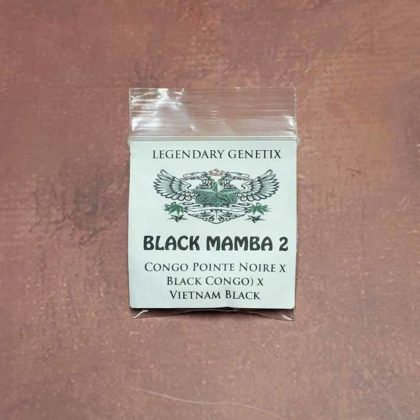 LEGENDARY GENETIX
BLACK MAMBA 2
CONGO POINTE NOIRE X
BLACK CONGO) X
VIETNAM BLACK